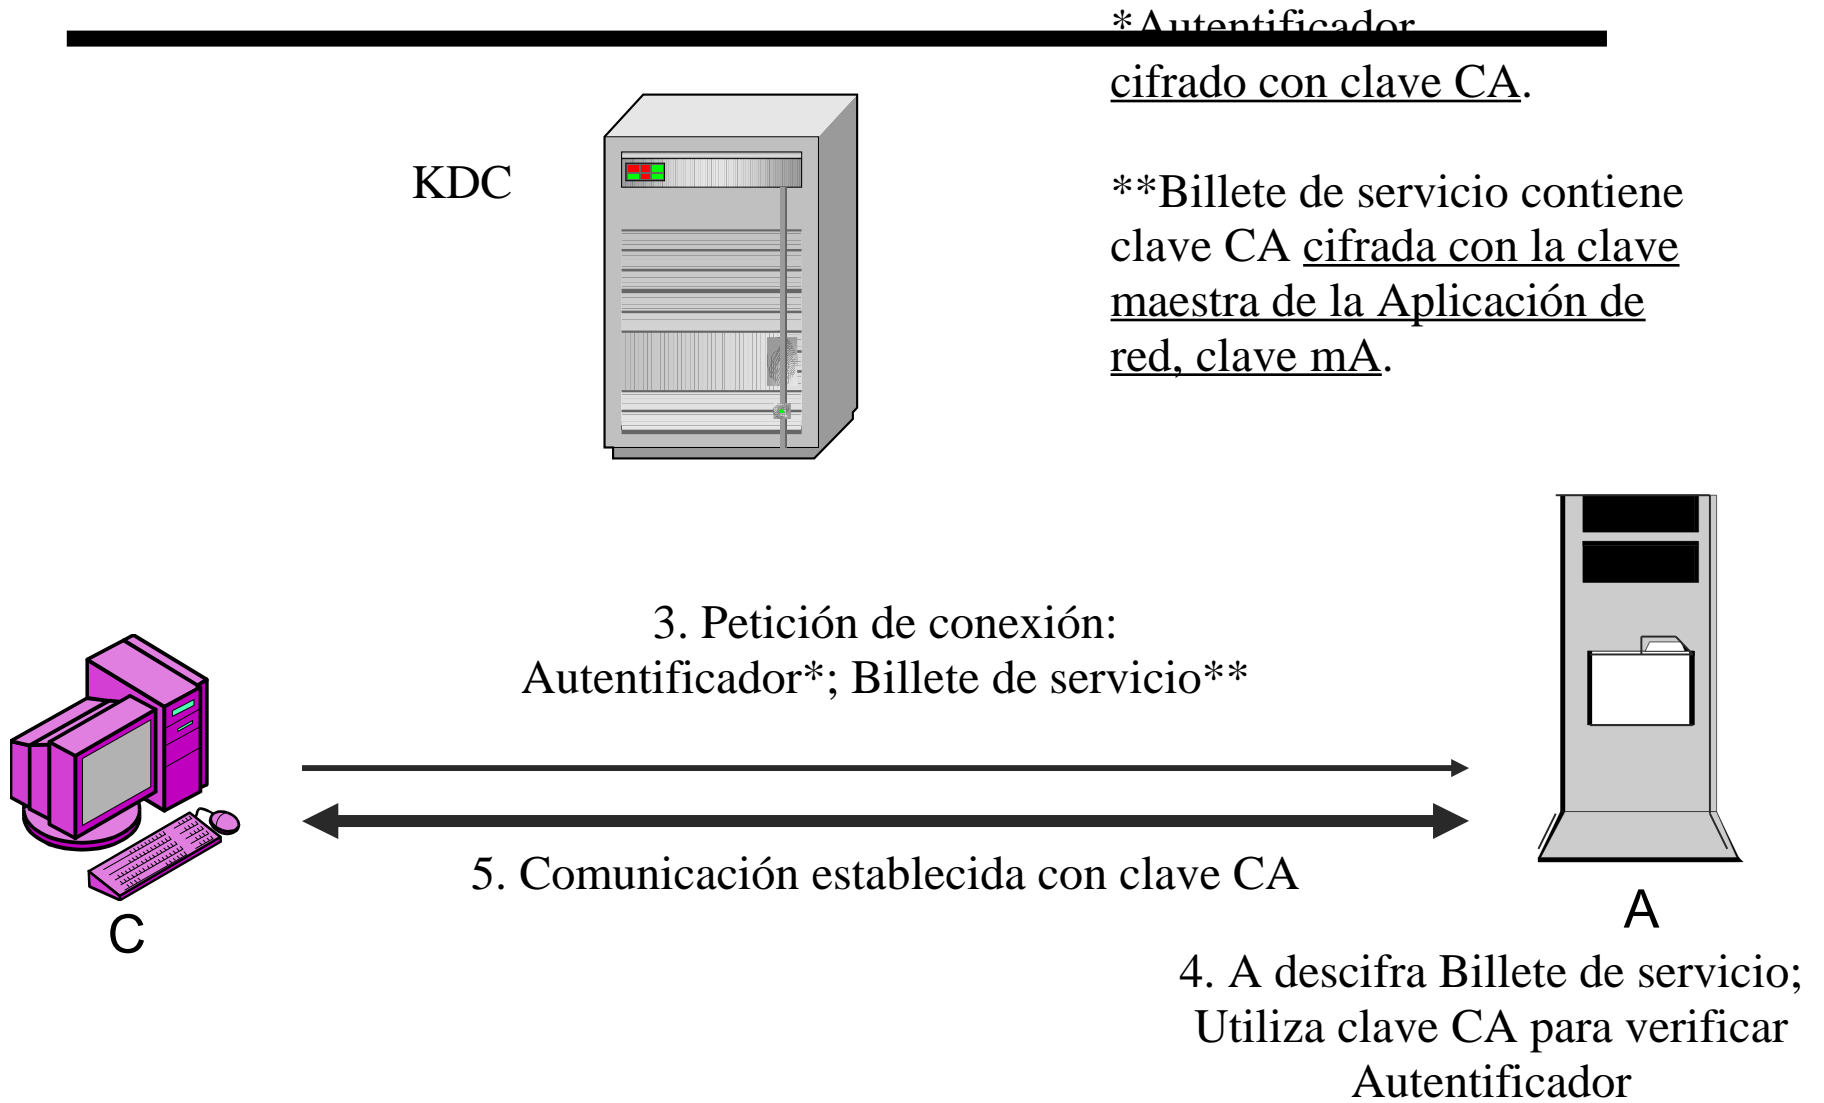 *Autentificador
cifrado con clave CA.
KDC
**Billete de servicio contiene
clave CA cifrada con la clave
maestra de la Aplicación de
red, clave mA.
3. Petición de conexión:
Autentificador*; Billete de servicio**
5. Comunicación establecida con clave CA
C
A
4. A descifra Billete de servicio;
Utiliza clave CA para verificar
Autentificador